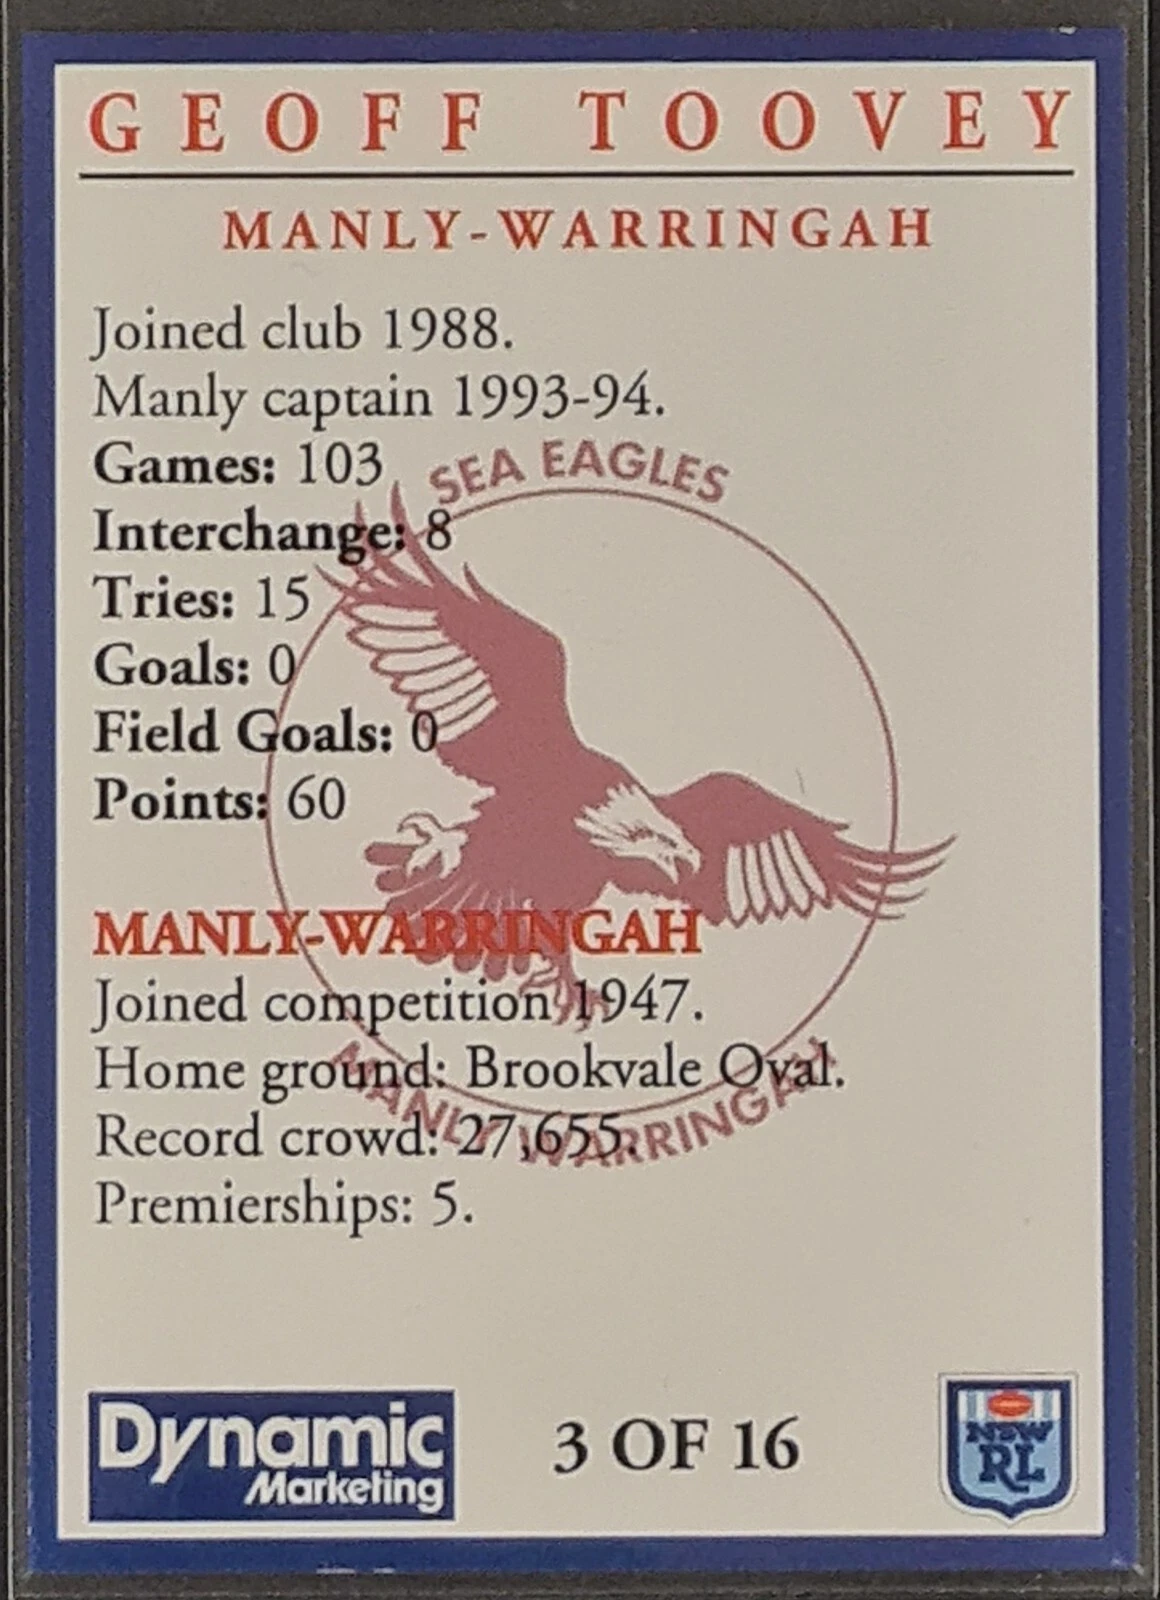 GEOFF TOOVEY
MANLY-WARRINGAH
Joined club 1988.
Manly captain 1993-94.
Games: 103
SEA EAGLES
Interchange: 8
Tries: 15
Goals: 0
Field Goals: 0
Points: 60
MANLY-WARRINGAH
Joined competition 1947.
Home ground: Brookvale Oval.
MANLY WARRINGAH
Record crowd: 27,655.
Premierships: 5.
Dynamic
Marketing
3 OF 16
NSW
RL